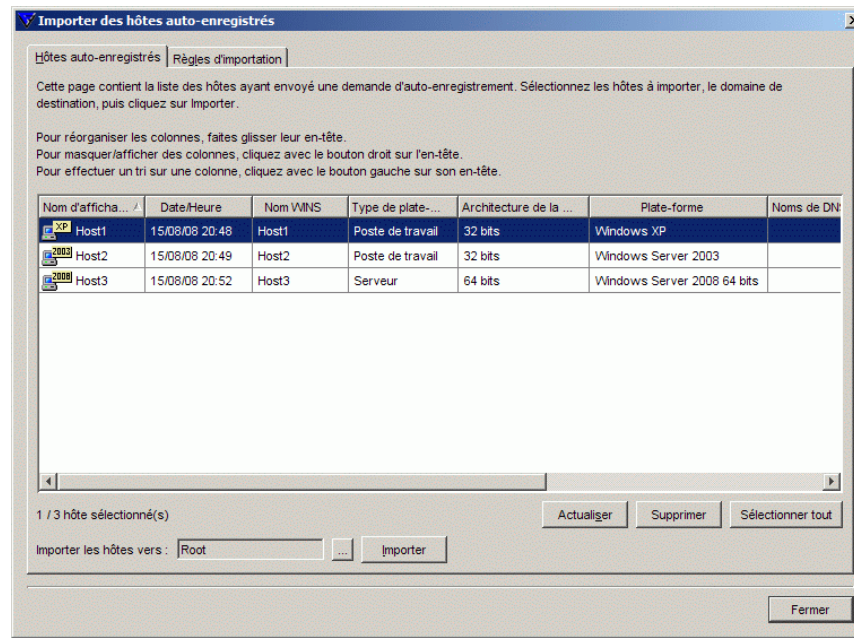 Importer des hôtes auto-enregistrés
Hôtes auto-enregistrés Règles d'importation
Cette page contient la liste des hôtes ayant envoyé une demande d'auto-enregistrement. Sélectionnez les hôtes à importer, le domaine de
destination, puis cliquez sur Importer.
Pour réorganiser les colonnes, faites glisser leur en-tête.
Pour masquer/afficher des colonnes, cliquez avec le bouton droit sur l'en-tête.
Pour effectuer un tri sur une colonne, cliquez avec le bouton gauche sur son en-tête.
Nom d'afficha... Date/Heure Nom WINS Type de plate-... Architecture de la ... Plate-forme Noms de DNS
XP Host1 15/08/08 20:48 Host1 Poste de travail 32 bits Windows XP
2003 Host2 15/08/08 20:49 Host2 Poste de travail 32 bits Windows Server 2003
2008 Host3 15/08/08 20:52 Host3 Serveur 64 bits Windows Server 2008 64 bits
1 / 3 hôte sélectionné(s) Actualiser Supprimer Sélectionner tout
Importer les hôtes vers : Root ... Importer
Fermer